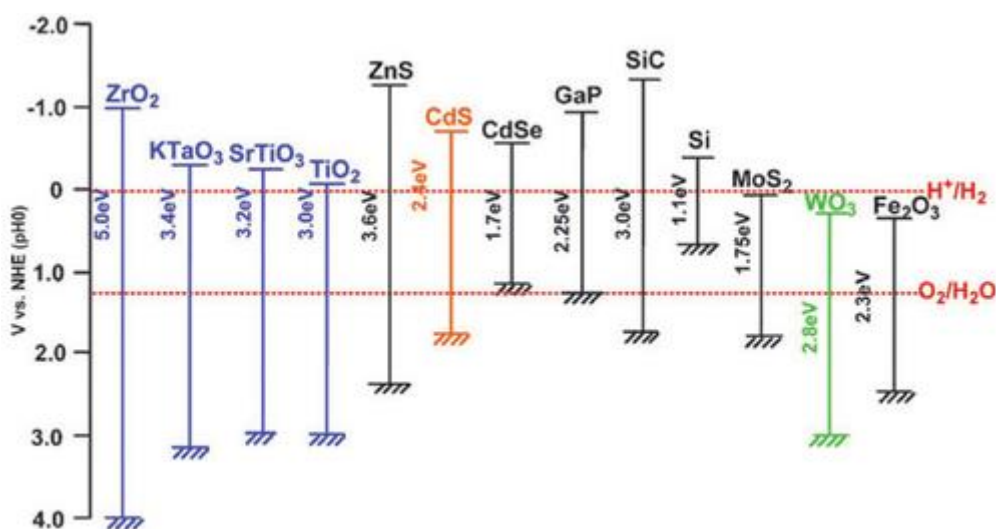 V vs. NHE (pH0)
-2.0
-1.0
0
1.0
2.0
3.0
4.0
ZrO₂
5.0eV
KTaO₃
3.4eV
SrTiO₃
3.2eV
TiO₂
3.0eV
ZnS
3.6eV
CdS
2.4eV
CdSe
1.7eV
GaP
2.25eV
SiC
3.0eV
Si
1.1eV
MoS₂
1.75eV
WO₃
2.8eV
Fe₂O₃
2.3eV
H⁺/H₂
O₂/H₂O